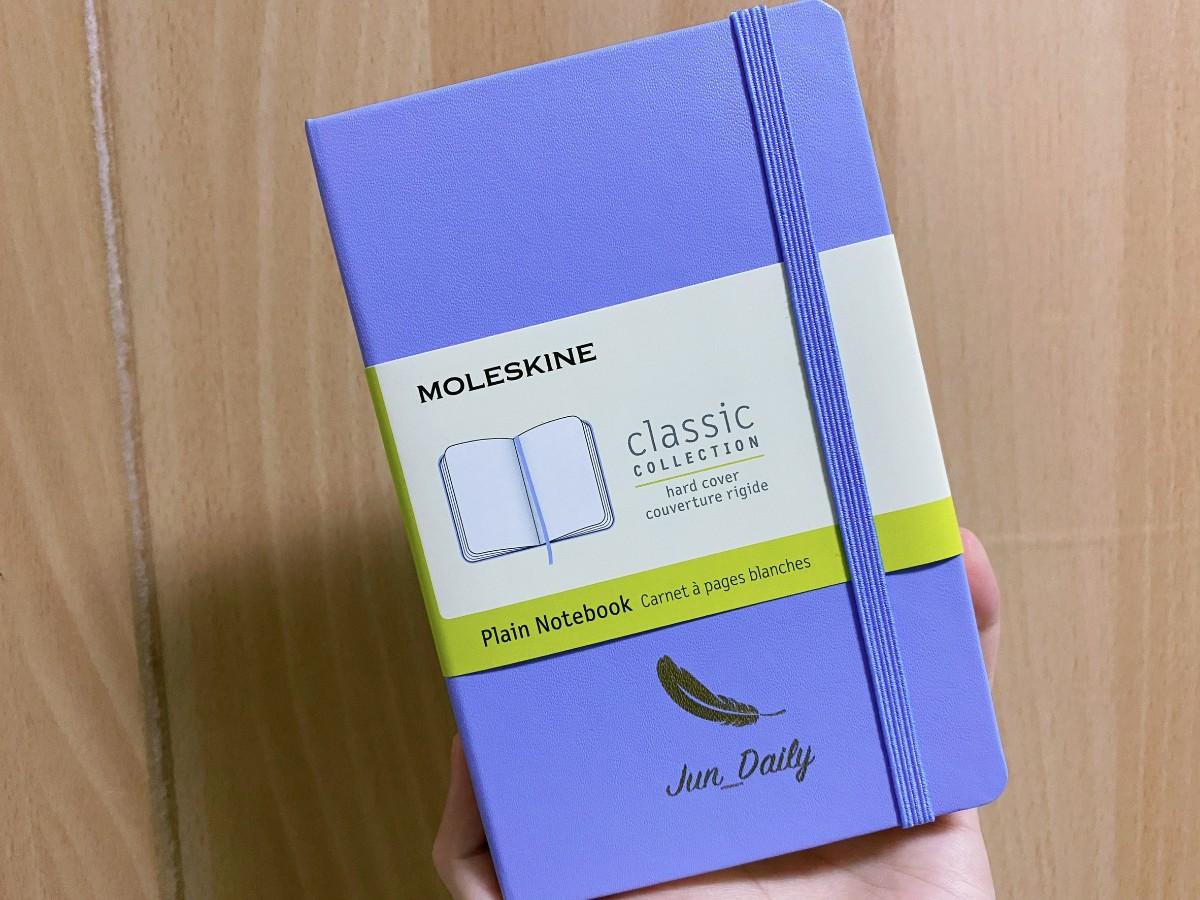 MOLESKINE
classic
COLLECTION
hard cover
couverture rigide
Plain Notebook Carnet à pages blanches
Jun_Daily